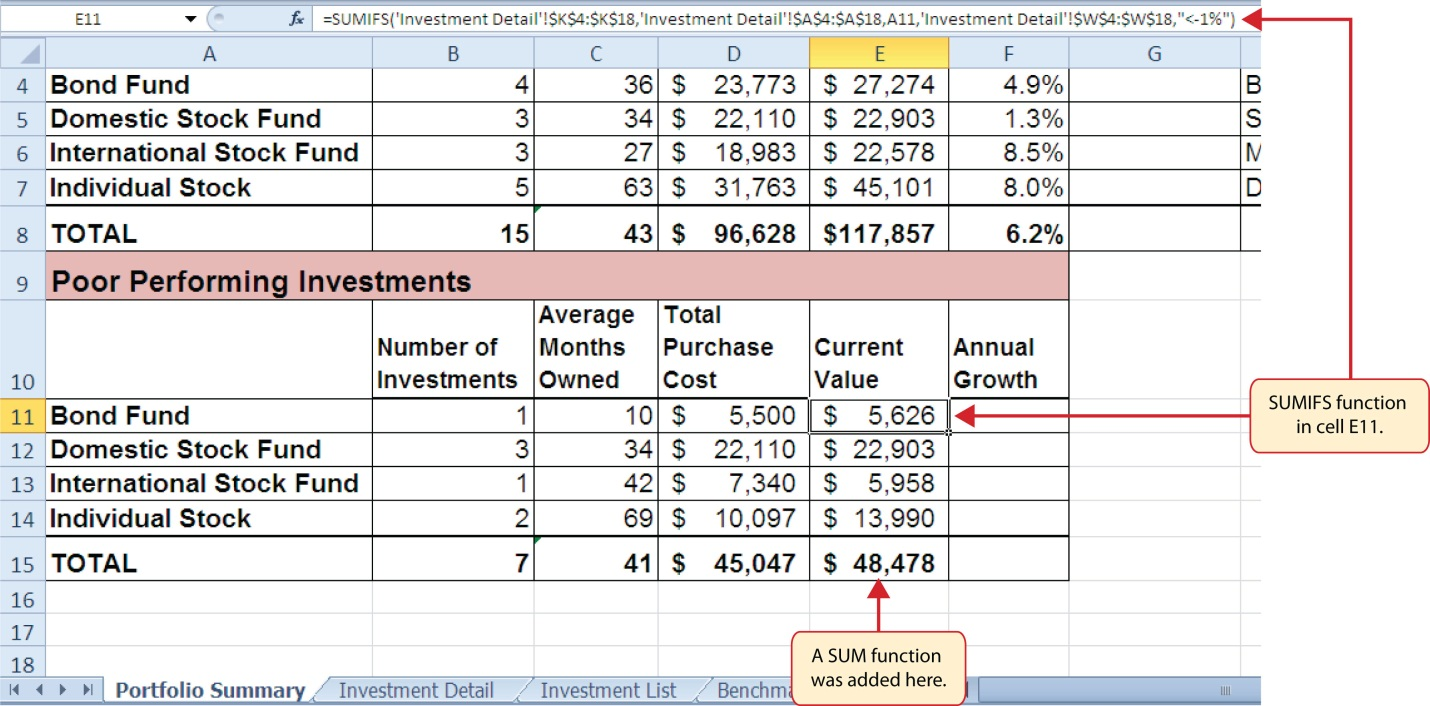 E11 fx =SUMIFS('Investment Detail'!$K$4:$K$18,'Investment Detail'!$A$4:$A$18,A11,'Investment Detail'!$W$4:$W$18,"<-1%")
A B C D E F G
4 Bond Fund 4 36 $ 23,773 $ 27,274 4.9% B
5 Domestic Stock Fund 3 34 $ 22,110 $ 22,903 1.3% S
6 International Stock Fund 3 27 $ 18,983 $ 22,578 8.5% M
7 Individual Stock 5 63 $ 31,763 $ 45,101 8.0% D
8 TOTAL 15 43 $ 96,628 $117,857 6.2%
9 Poor Performing Investments
10
Number of
Investments
Average
Months
Owned
Total
Purchase
Cost
Current
Value
Annual
Growth
11 Bond Fund 1 10 $ 5,500 $ 5,626
12 Domestic Stock Fund 3 34 $ 22,110 $ 22,903
13 International Stock Fund 1 42 $ 7,340 $ 5,958
14 Individual Stock 2 69 $ 10,097 $ 13,990
15 TOTAL 7 41 $ 45,047 $ 48,478
16
17
18
SUMIFS function
in cell E11.
A SUM function
was added here.
Portfolio Summary Investment Detail Investment List Benchma